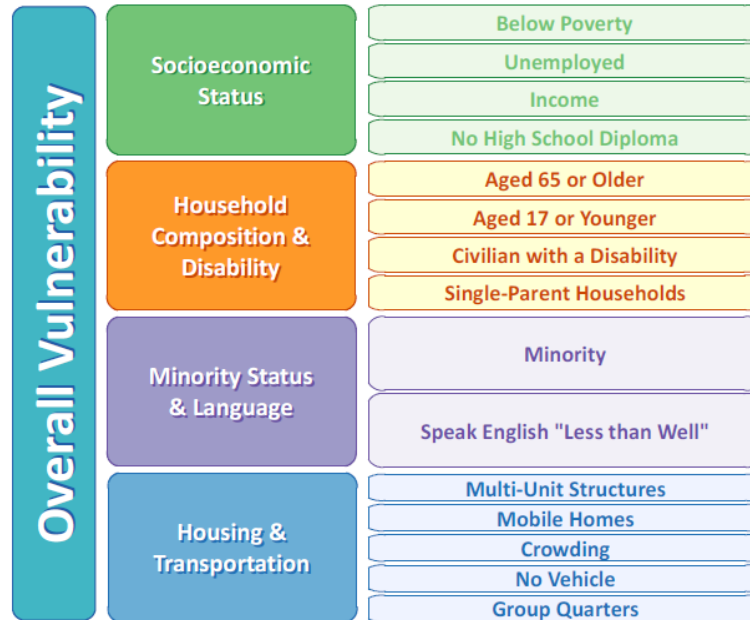 Overall Vulnerability
Socioeconomic
Status
Below Poverty
Unemployed
Income
No High School Diploma
Household
Composition &
Disability
Aged 65 or Older
Aged 17 or Younger
Civilian with a Disability
Single-Parent Households
Minority Status
& Language
Minority
Speak English "Less than Well"
Housing &
Transportation
Multi-Unit Structures
Mobile Homes
Crowding
No Vehicle
Group Quarters